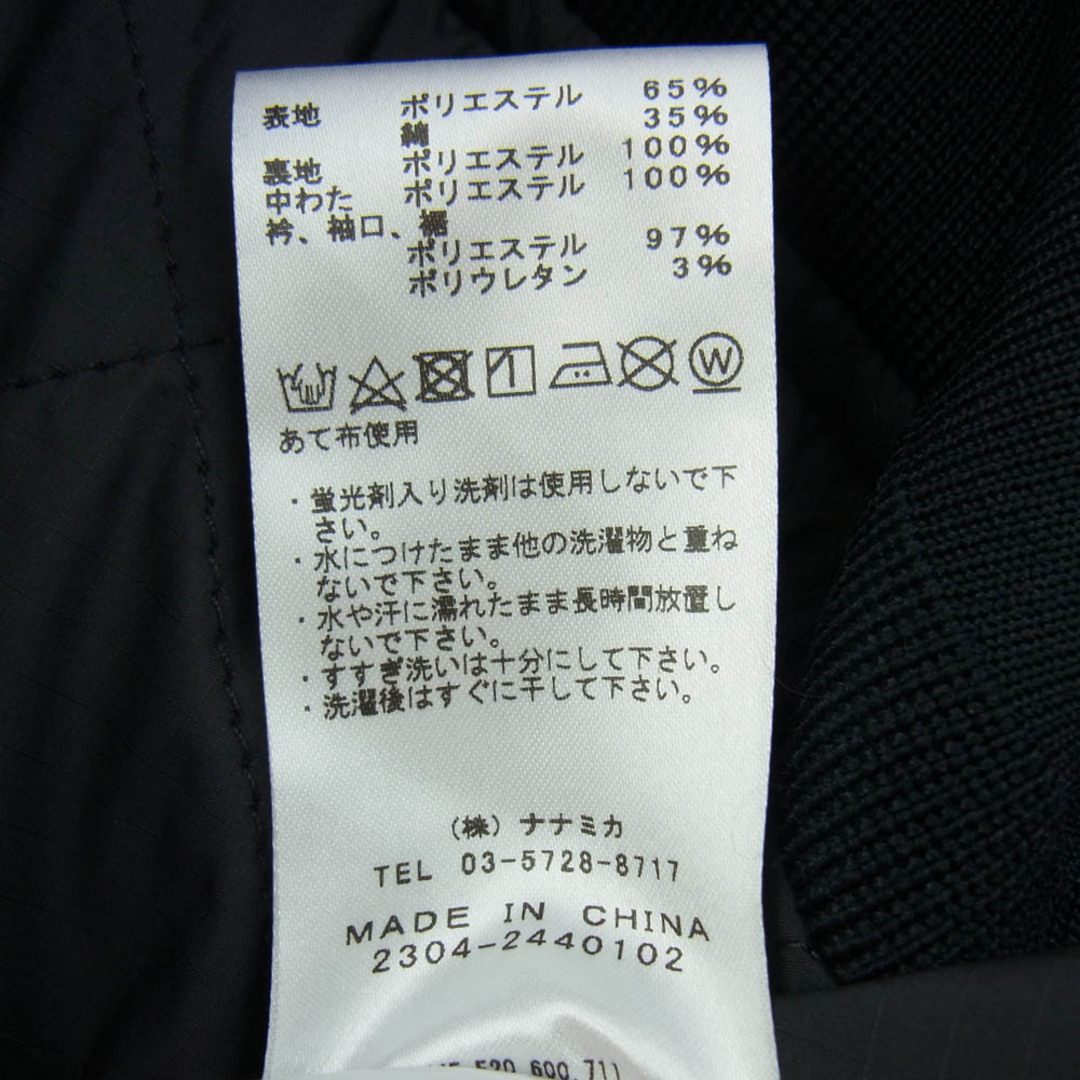 表地 ポリエステル 65%
綿 35%
裏地 ポリエステル 100%
中わた ポリエステル 100%
衿、袖口、裾
ポリエステル 97%
ポリウレタン 3%
W
あて布使用
・蛍光剤入り洗剤は使用しないで下
さい。
・水につけたまま他の洗濯物と重ね
ないで下さい。
・水や汗に濡れたまま長時間放置し
ないで下さい。
・すすぎ洗いは十分にして下さい。
・洗濯後はすぐに干して下さい。
(株) ナナミカ
TEL 03-5728-8717
MADE IN CHINA
2304-2440102
520,600,711